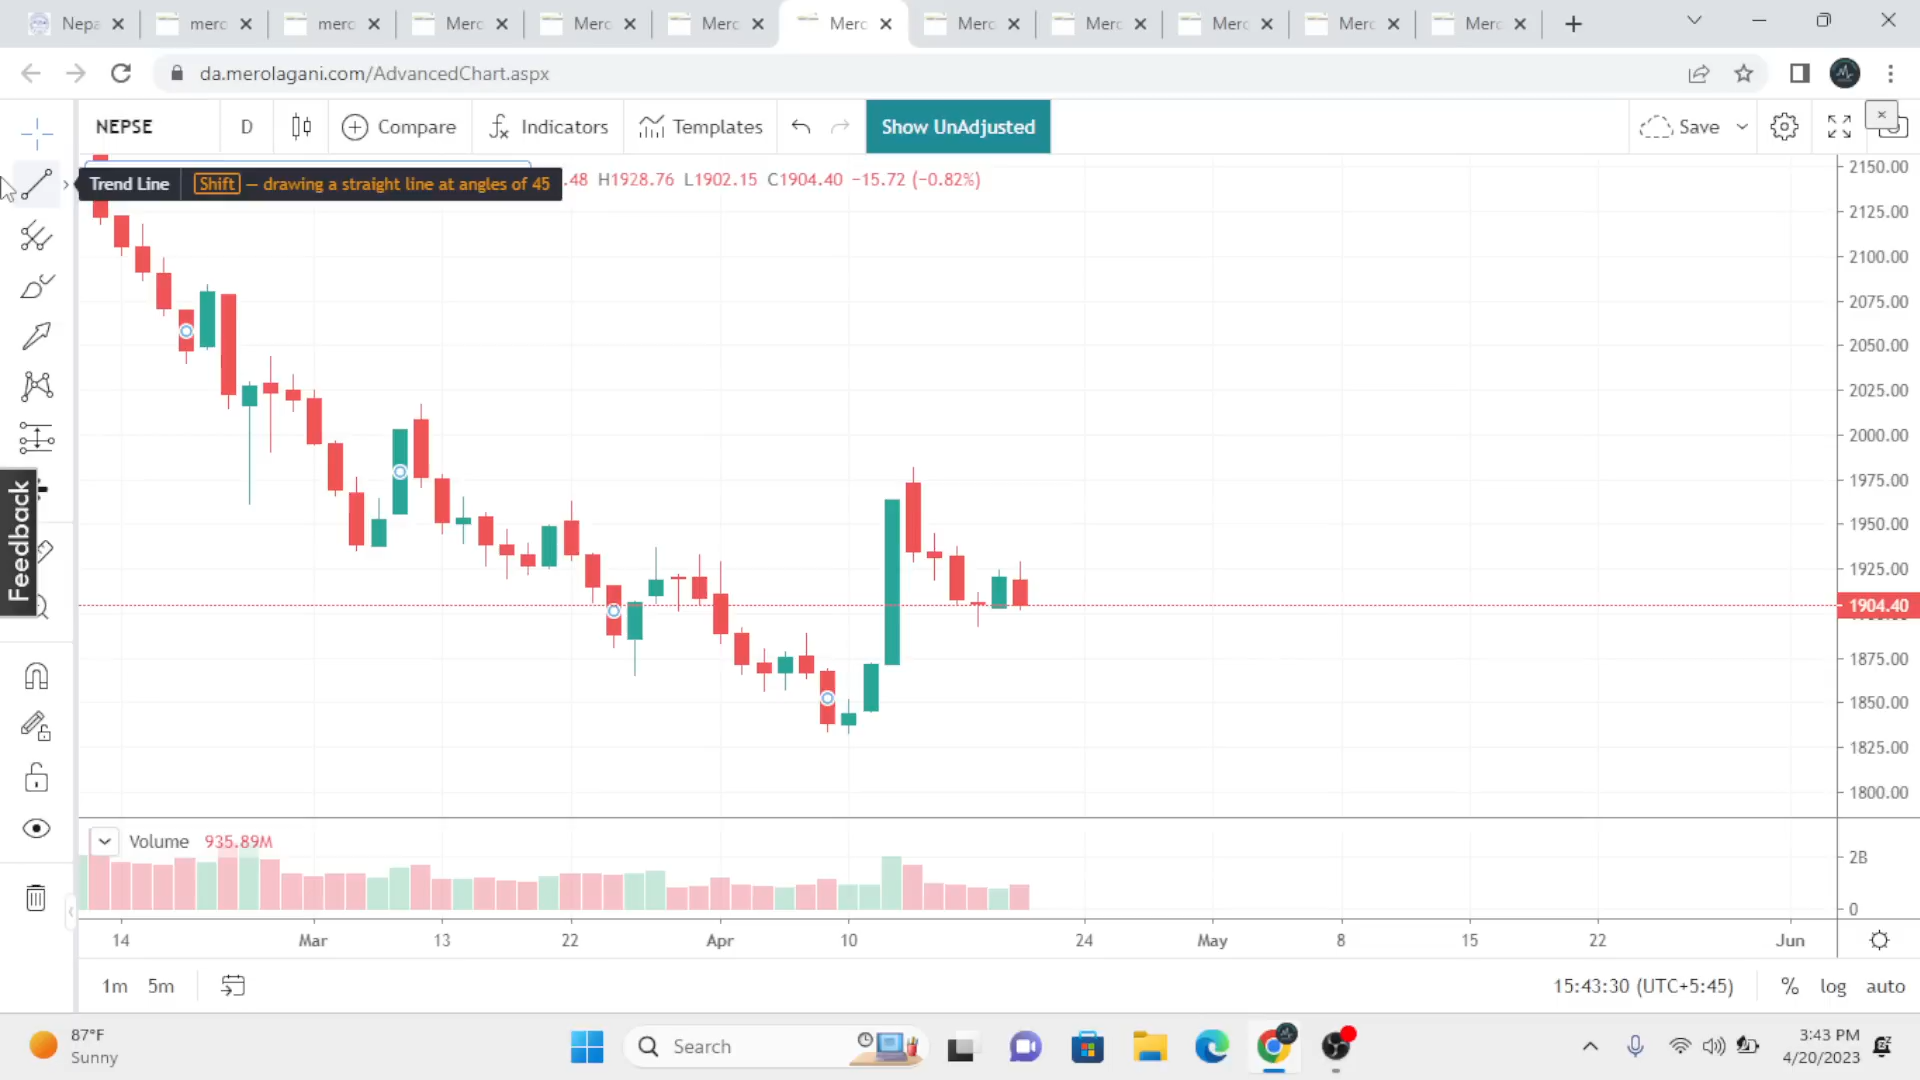 Nepa
merc
merc
Merc
Merc
Merc
Merc
Merc
Merc
Merc
Merc
Merc
da.merolagani.com/AdvancedChart.aspx
NEPSE
D
Compare
Indicators
Templates
Show UnAdjusted
Save
Trend Line Shift — drawing a straight line at angles of 45
.48 H1928.76 L1902.15 C1904.40 −15.72 (−0.82%)
2150.00
2125.00
2100.00
2075.00
2050.00
2025.00
2000.00
1975.00
1950.00
1925.00
1904.40
1875.00
1850.00
1825.00
1800.00
Feedback
Volume 935.89M
2B
0
14 Mar 13 22 Apr 10 24 May 8 15 22 Jun
1m 5m
15:43:30 (UTC+5:45) % log auto
87°F
Sunny
Search
3:43 PM
4/20/2023